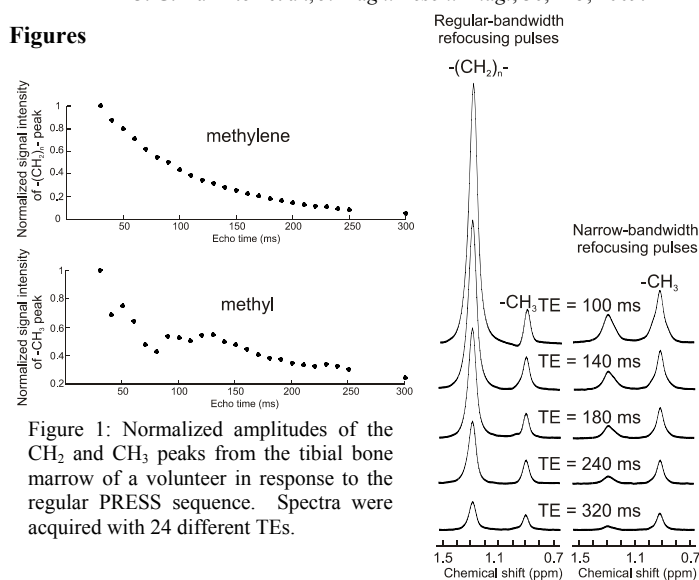 Figures
Normalized signal intensity
of -(CH2)n- peak
1
0.8
0.6
0.4
0,2
0
methylene
50
100
150
200
250
300
Echo time (ms)
Normalized signal intensity
of -CH3 peak
1
0.8
0.6
0.4
0.2
methyl
50
100
150
200
250
300
Echo time (ms)
Figure 1: Normalized amplitudes of the
CH2 and CH3 peaks from the tibial bone
marrow of a volunteer in response to the
regular PRESS sequence. Spectra were
acquired with 24 different TEs.
Regular-bandwidth
refocusing pulses
-(CH2)n-
Narrow-bandwidth
refocusing pulses
-CH3
-CH3
TE = 100 ms
TE = 140 ms
TE = 180 ms
TE = 240 ms
TE = 320 ms
1.5 1.1 0.7
Chemical shift (ppm)
1.5 1.1 0.7
Chemical shift (ppm)